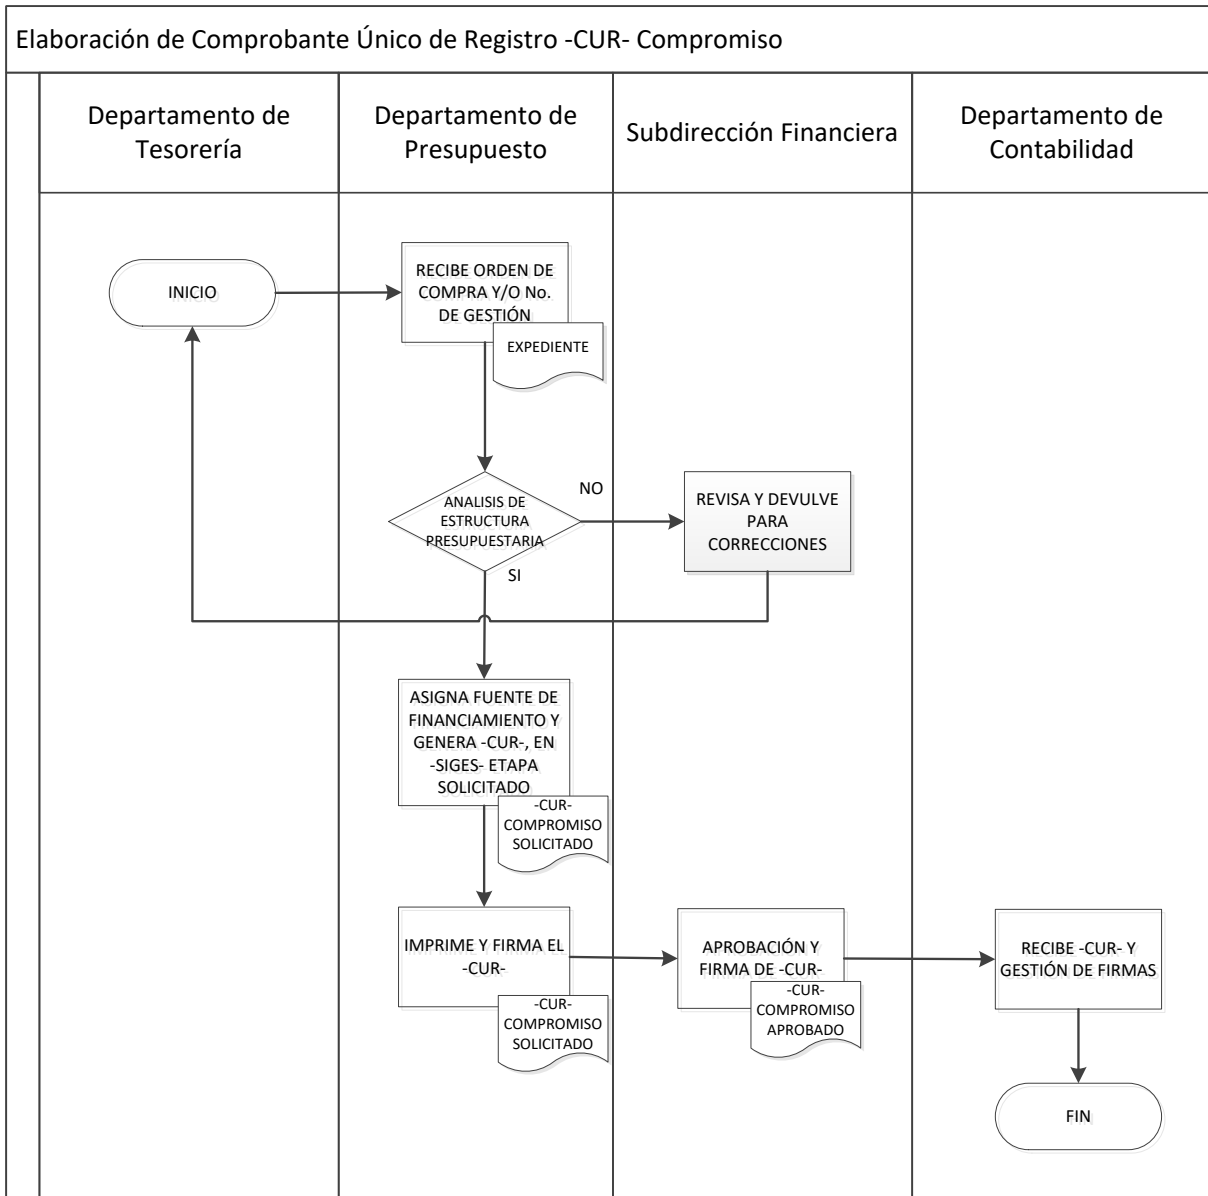 Elaboración de Comprobante Único de Registro -CUR- Compromiso
Departamento de
Tesorería
Departamento de
Presupuesto
Subdirección Financiera
Departamento de
Contabilidad
INICIO
RECIBE ORDEN DE
COMPRA Y/O No.
DE GESTIÓN
EXPEDIENTE
ANALISIS DE
ESTRUCTURA
PRESUPUESTARIA
NO
SI
REVISA Y DEVULVE
PARA
CORRECCIONES
ASIGNA FUENTE DE
FINANCIAMIENTO Y
GENERA -CUR-, EN
-SIGES- ETAPA
SOLICITADO
-CUR-
COMPROMISO
SOLICITADO
IMPRIME Y FIRMA EL
-CUR-
-CUR-
COMPROMISO
SOLICITADO
APROBACIÓN Y
FIRMA DE -CUR-
-CUR-
COMPROMISO
APROBADO
RECIBE -CUR- Y
GESTIÓN DE FIRMAS
FIN